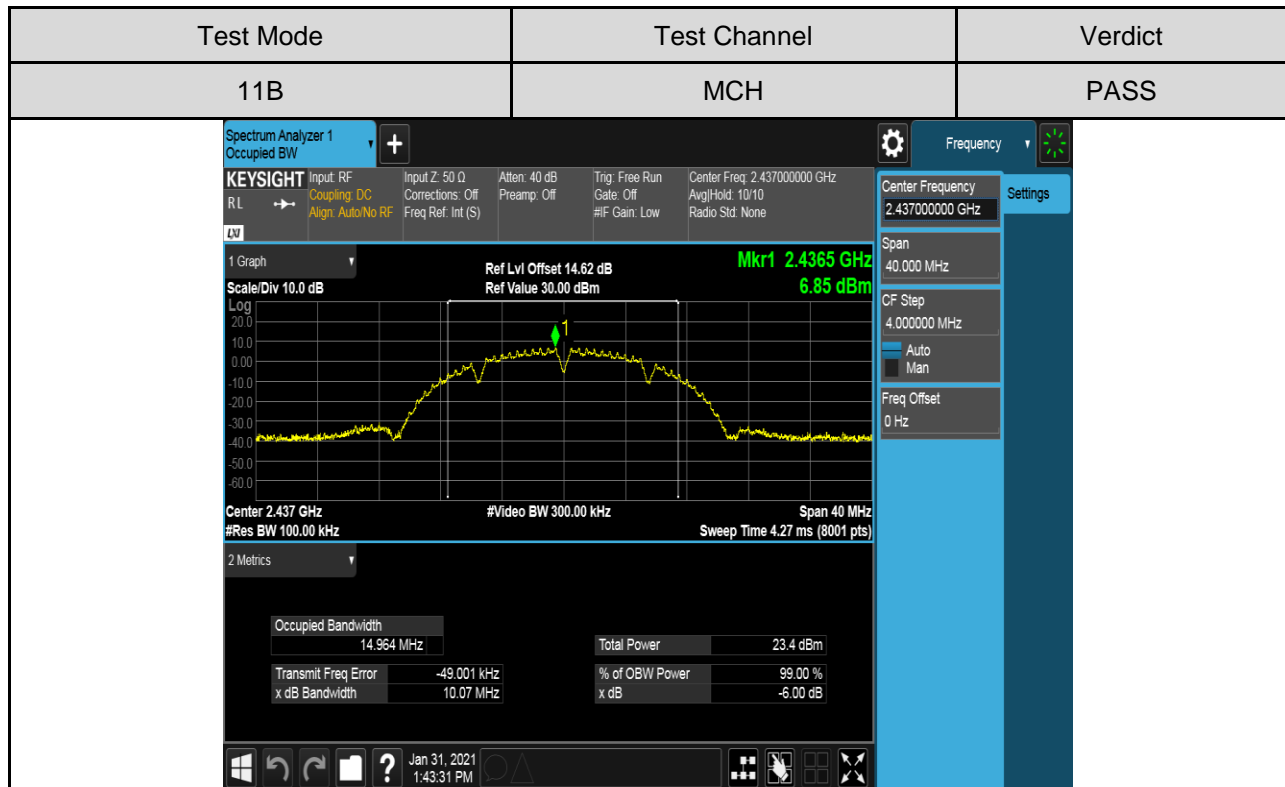 Test Mode Test Channel Verdict
11B MCH PASS
Spectrum Analyzer 1
Occupied BW
+
Frequency
KEYSIGHT
RL
LXI
Input: RF
Coupling: DC
Align: Auto/No RF
Input Z: 50 Ω
Corrections: Off
Freq Ref: Int (S)
Atten: 40 dB
Preamp: Off
Trig: Free Run
Gate: Off
#IF Gain: Low
Center Freq: 2.437000000 GHz
Avg|Hold: 10/10
Radio Std: None
Center Frequency
2.437000000 GHz
Settings
Span
40.000 MHz
CF Step
4.000000 MHz
Auto
Man
Freq Offset
0 Hz
1 Graph
Scale/Div 10.0 dB
Ref Lvl Offset 14.62 dB
Ref Value 30.00 dBm
Mkr1 2.4365 GHz
6.85 dBm
Log
20.0
10.0
0.00
-10.0
-20.0
-30.0
-40.0
-50.0
-60.0
1
Center 2.437 GHz #Video BW 300.00 kHz Span 40 MHz
#Res BW 100.00 kHz Sweep Time 4.27 ms (8001 pts)
2 Metrics
Occupied Bandwidth
14.964 MHz
Total Power 23.4 dBm
Transmit Freq Error -49.001 kHz
% of OBW Power 99.00 %
x dB Bandwidth 10.07 MHz
x dB -6.00 dB
?
Jan 31, 2021
1:43:31 PM